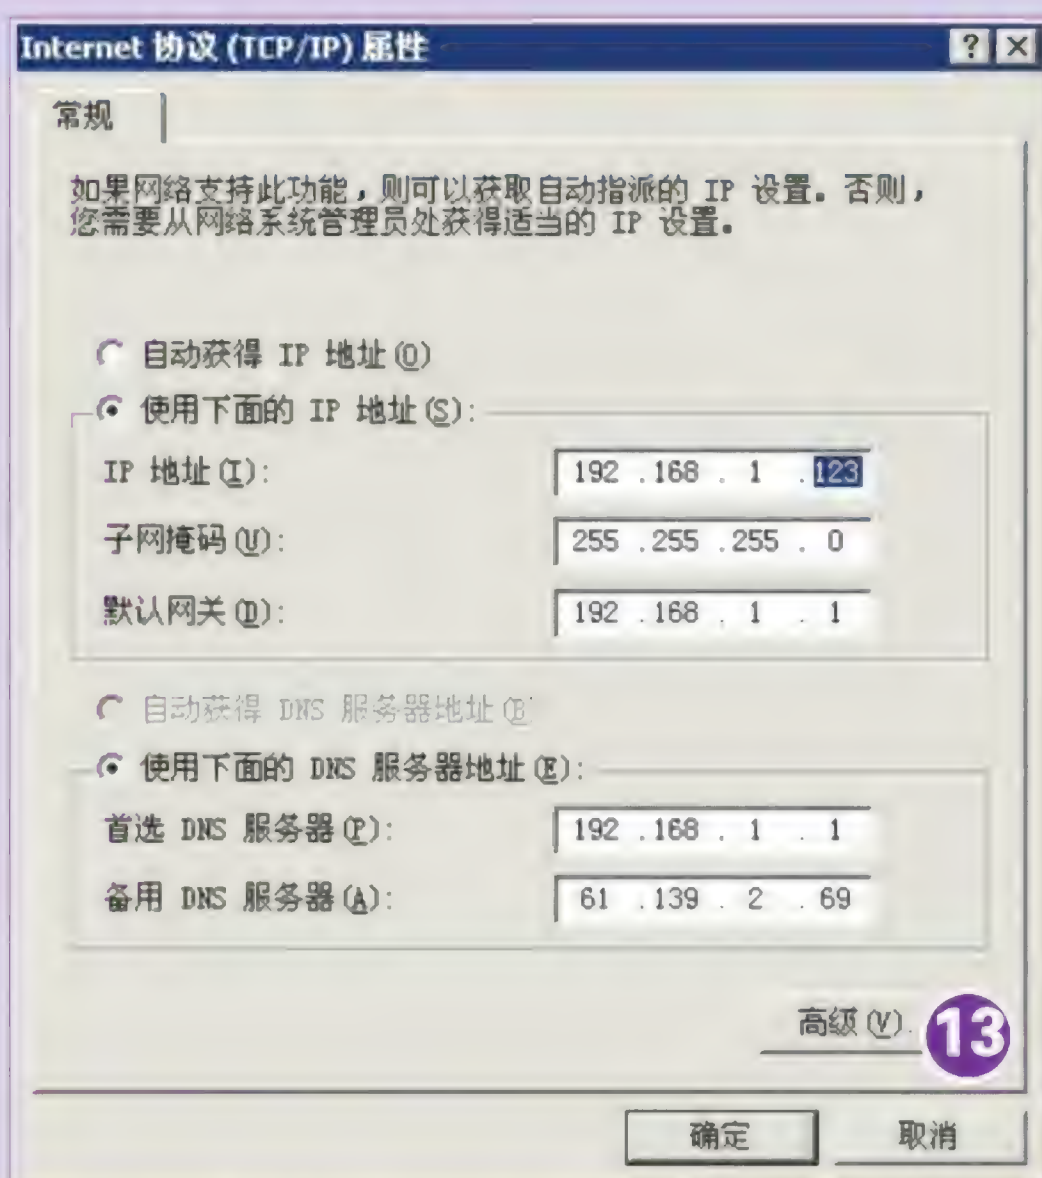 Internet 协议 (TCP/IP) 属性
常规
如果网络支持此功能，则可以获取自动指派的 IP 设置。否则，
您需要从网络系统管理员处获得适当的 IP 设置。
自动获得 IP 地址(O)
使用下面的 IP 地址(S):
IP 地址(I): 192 .168 . 1 .123
子网掩码(U): 255 .255 .255 . 0
默认网关(D): 192 .168 . 1 . 1
自动获得 DNS 服务器地址(B)
使用下面的 DNS 服务器地址(E):
首选 DNS 服务器(P): 192 .168 . 1 . 1
备用 DNS 服务器(A): 61 .139 . 2 . 69
高级(V).
13
确定 取消